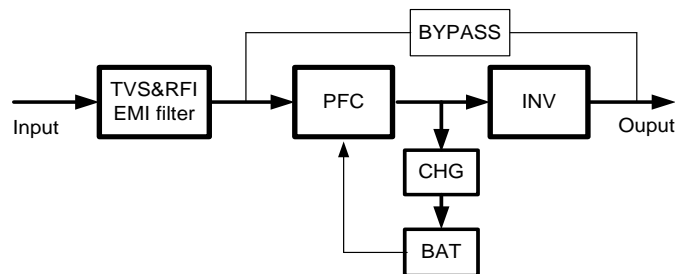 BYPASS
TVS&RFI
EMI filter
PFC
INV
Input
Ouput
CHG
BAT